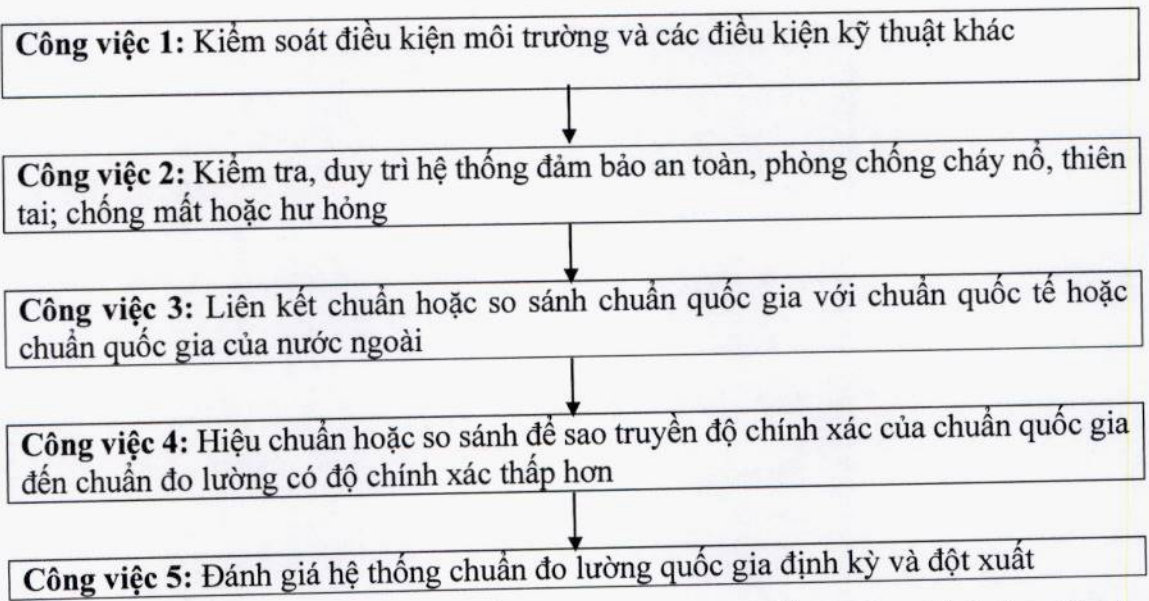 Công việc 1: Kiểm soát điều kiện môi trường và các điều kiện kỹ thuật khác
Công việc 2: Kiểm tra, duy trì hệ thống đảm bảo an toàn, phòng chống cháy nổ, thiên
tai; chống mất hoặc hư hỏng
Công việc 3: Liên kết chuẩn hoặc so sánh chuẩn quốc gia với chuẩn quốc tế hoặc
chuẩn quốc gia của nước ngoài
Công việc 4: Hiệu chuẩn hoặc so sánh để sao truyền độ chính xác của chuẩn quốc gia
đến chuẩn đo lường có độ chính xác thấp hơn
Công việc 5: Đánh giá hệ thống chuẩn đo lường quốc gia định kỳ và đột xuất